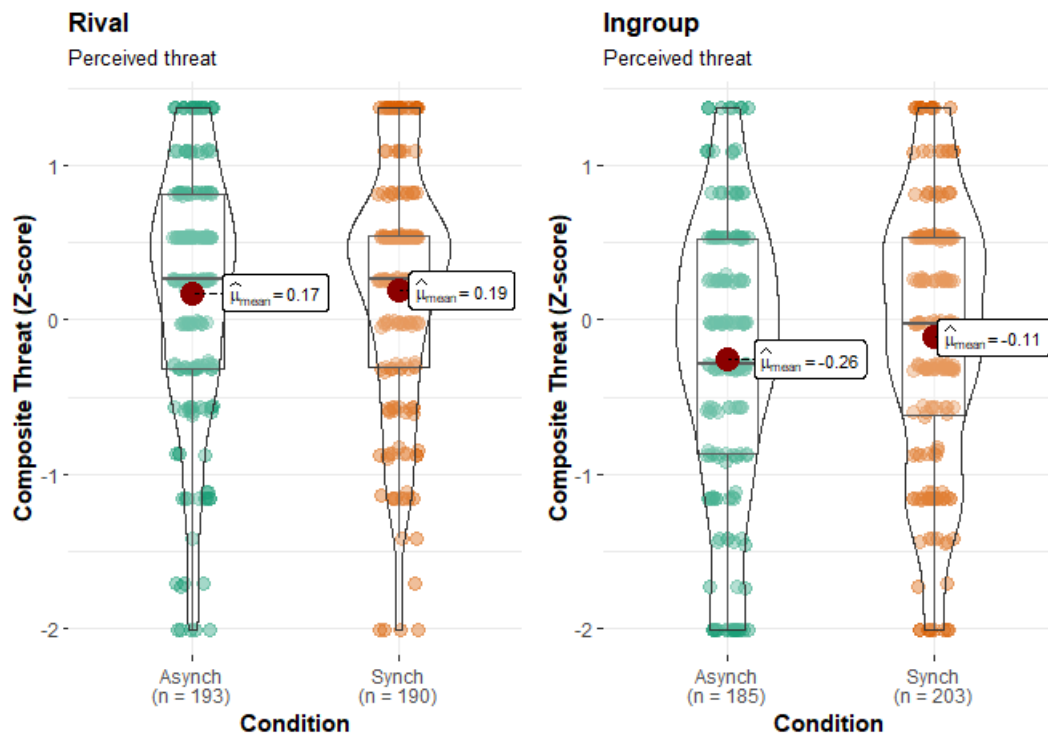 Rival
Perceived threat
Composite Threat (Z-score)
1
0
-1
-2
μ̂mean = 0.17
μ̂mean = 0.19
Asynch
(n = 193)
Synch
(n = 190)
Condition
Ingroup
Perceived threat
Composite Threat (Z-score)
1
0
-1
-2
μ̂mean = -0.26
μ̂mean = -0.11
Asynch
(n = 185)
Synch
(n = 203)
Condition